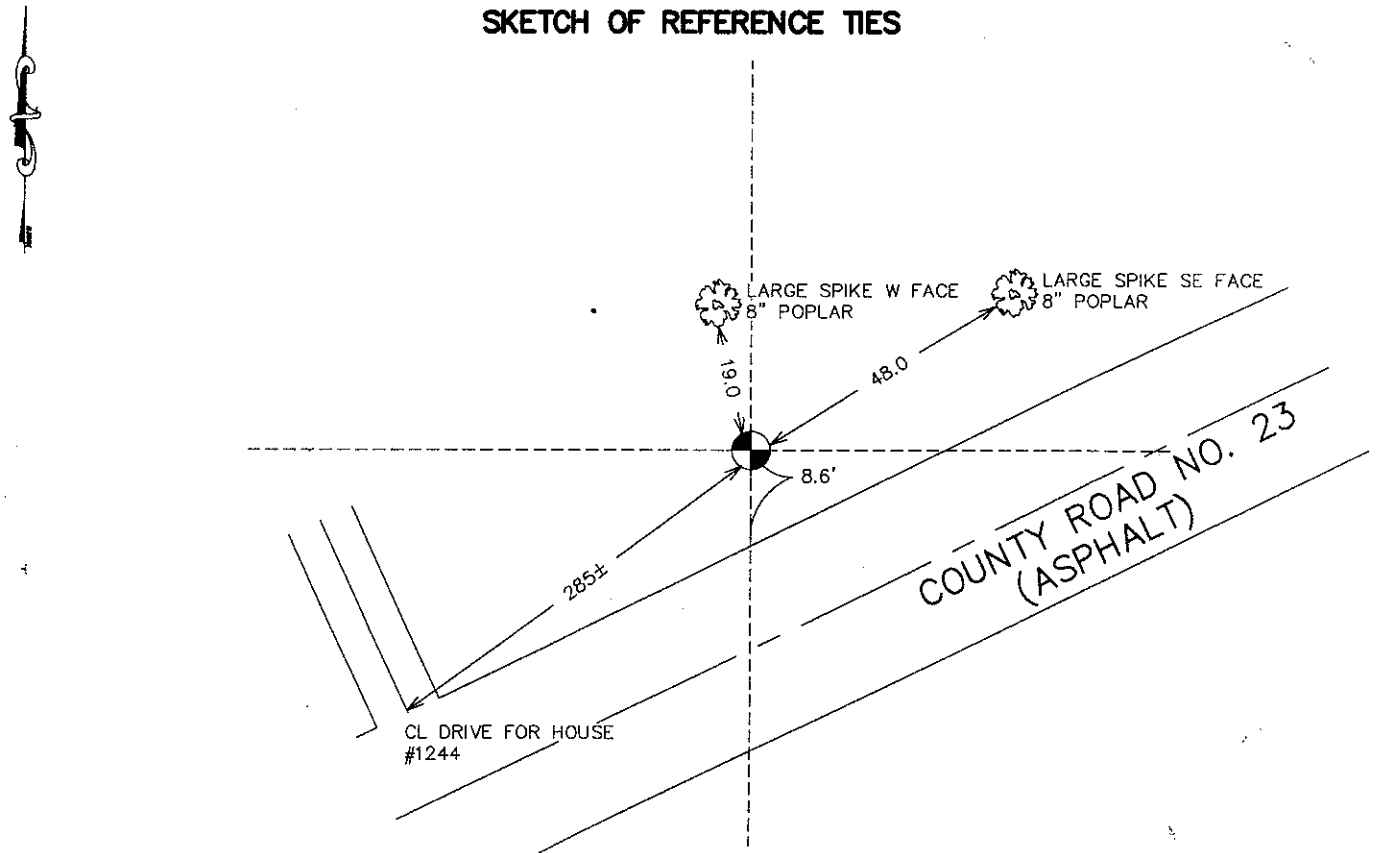 SKETCH OF REFERENCE TIES
LARGE SPIKE W FACE
8" POPLAR
LARGE SPIKE SE FACE
8" POPLAR
19.0
48.0
8.6'
285±
COUNTY ROAD NO. 23
(ASPHALT)
CL DRIVE FOR HOUSE
#1244